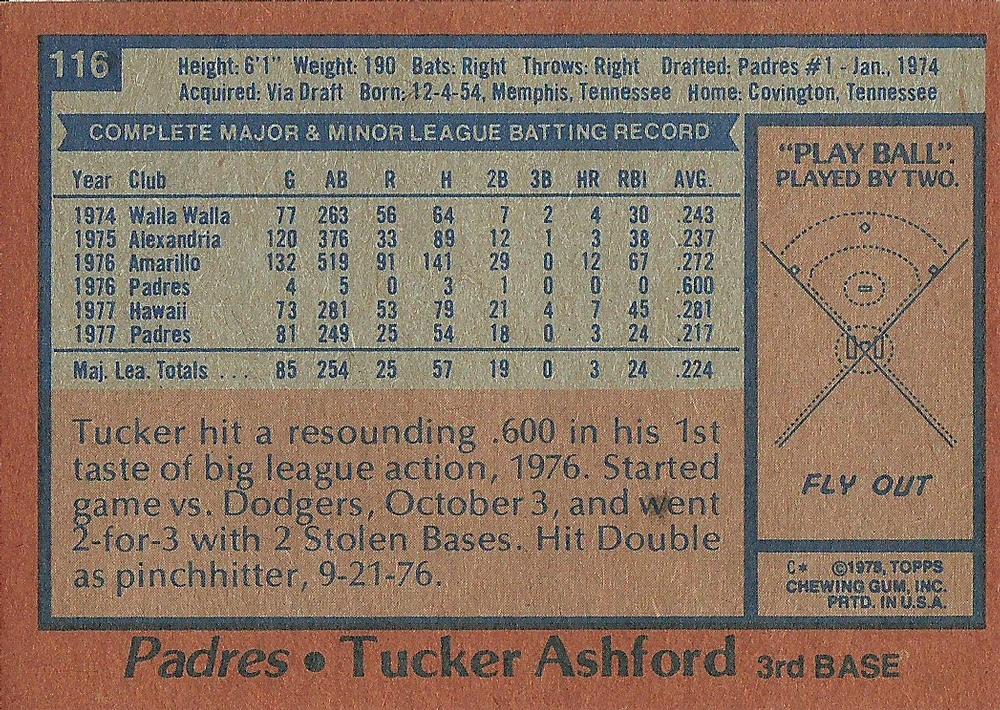 116
Height: 6'1" Weight: 190 Bats: Right Throws: Right Drafted: Padres #1 - Jan., 1974
Acquired: Via Draft Born: 12-4-54, Memphis, Tennessee Home: Covington, Tennessee
COMPLETE MAJOR & MINOR LEAGUE BATTING RECORD
Year Club G AB R H 2B 3B HR RBI AVG.
1974 Walla Walla 77 263 56 64 7 2 4 30 .243
1975 Alexandria 120 376 33 89 12 1 3 38 .237
1976 Amarillo 132 519 91 141 29 0 12 67 .272
1976 Padres 4 5 0 3 1 0 0 0 .600
1977 Hawaii 73 281 53 79 21 4 7 45 .281
1977 Padres 81 249 25 54 18 0 3 24 .217
Maj. Lea. Totals ... 85 254 25 57 19 0 3 24 .224
Tucker hit a resounding .600 in his 1st
taste of big league action, 1976. Started
game vs. Dodgers, October 3, and went
2-for-3 with 2 Stolen Bases. Hit Double
as pinchhitter, 9-21-76.
"PLAY BALL".
PLAYED BY TWO.
FLY OUT
C* ©1978, TOPPS
CHEWING GUM, INC.
PRTD. IN U.S.A.
Padres • Tucker Ashford 3rd BASE